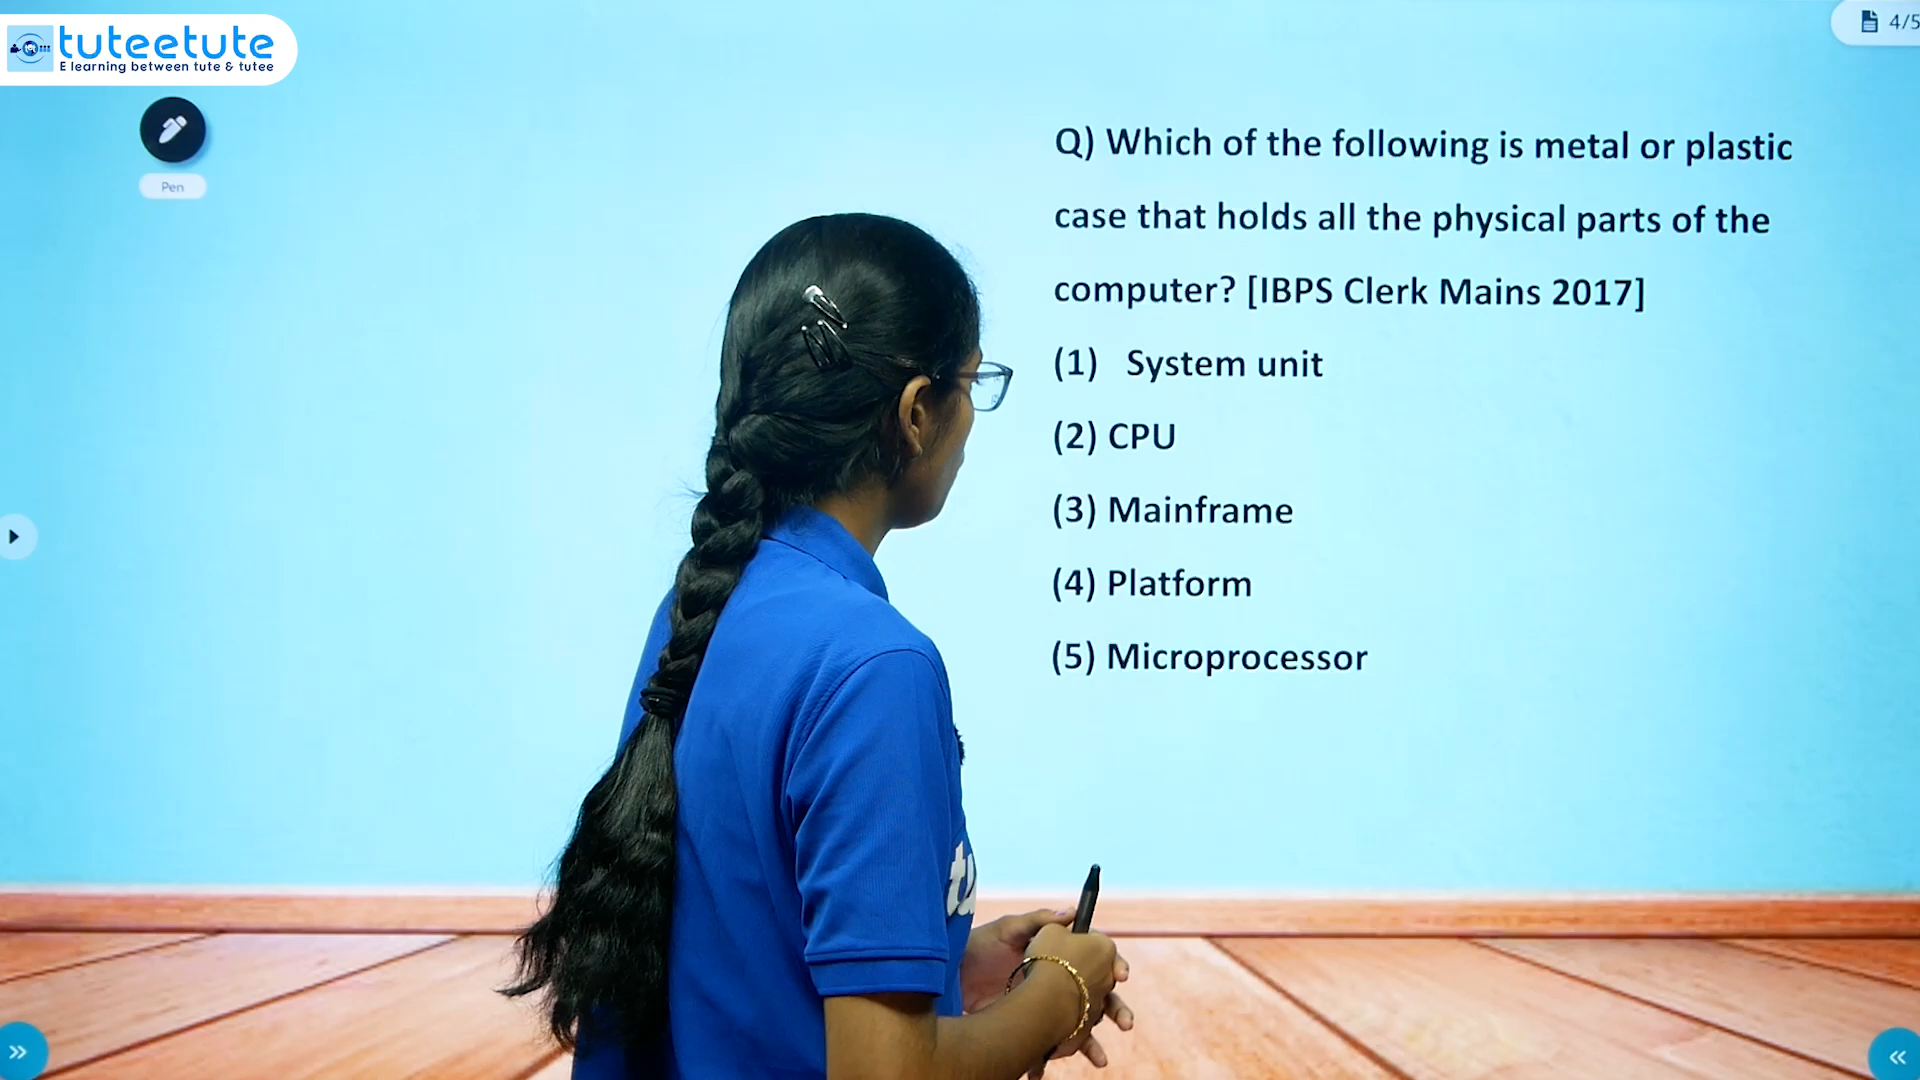 tuteetute
E learning between tute & tutee
4/5
Pen
Q) Which of the following is metal or plastic
case that holds all the physical parts of the
computer? [IBPS Clerk Mains 2017]
(1) System unit
(2) CPU
(3) Mainframe
(4) Platform
(5) Microprocessor
tu